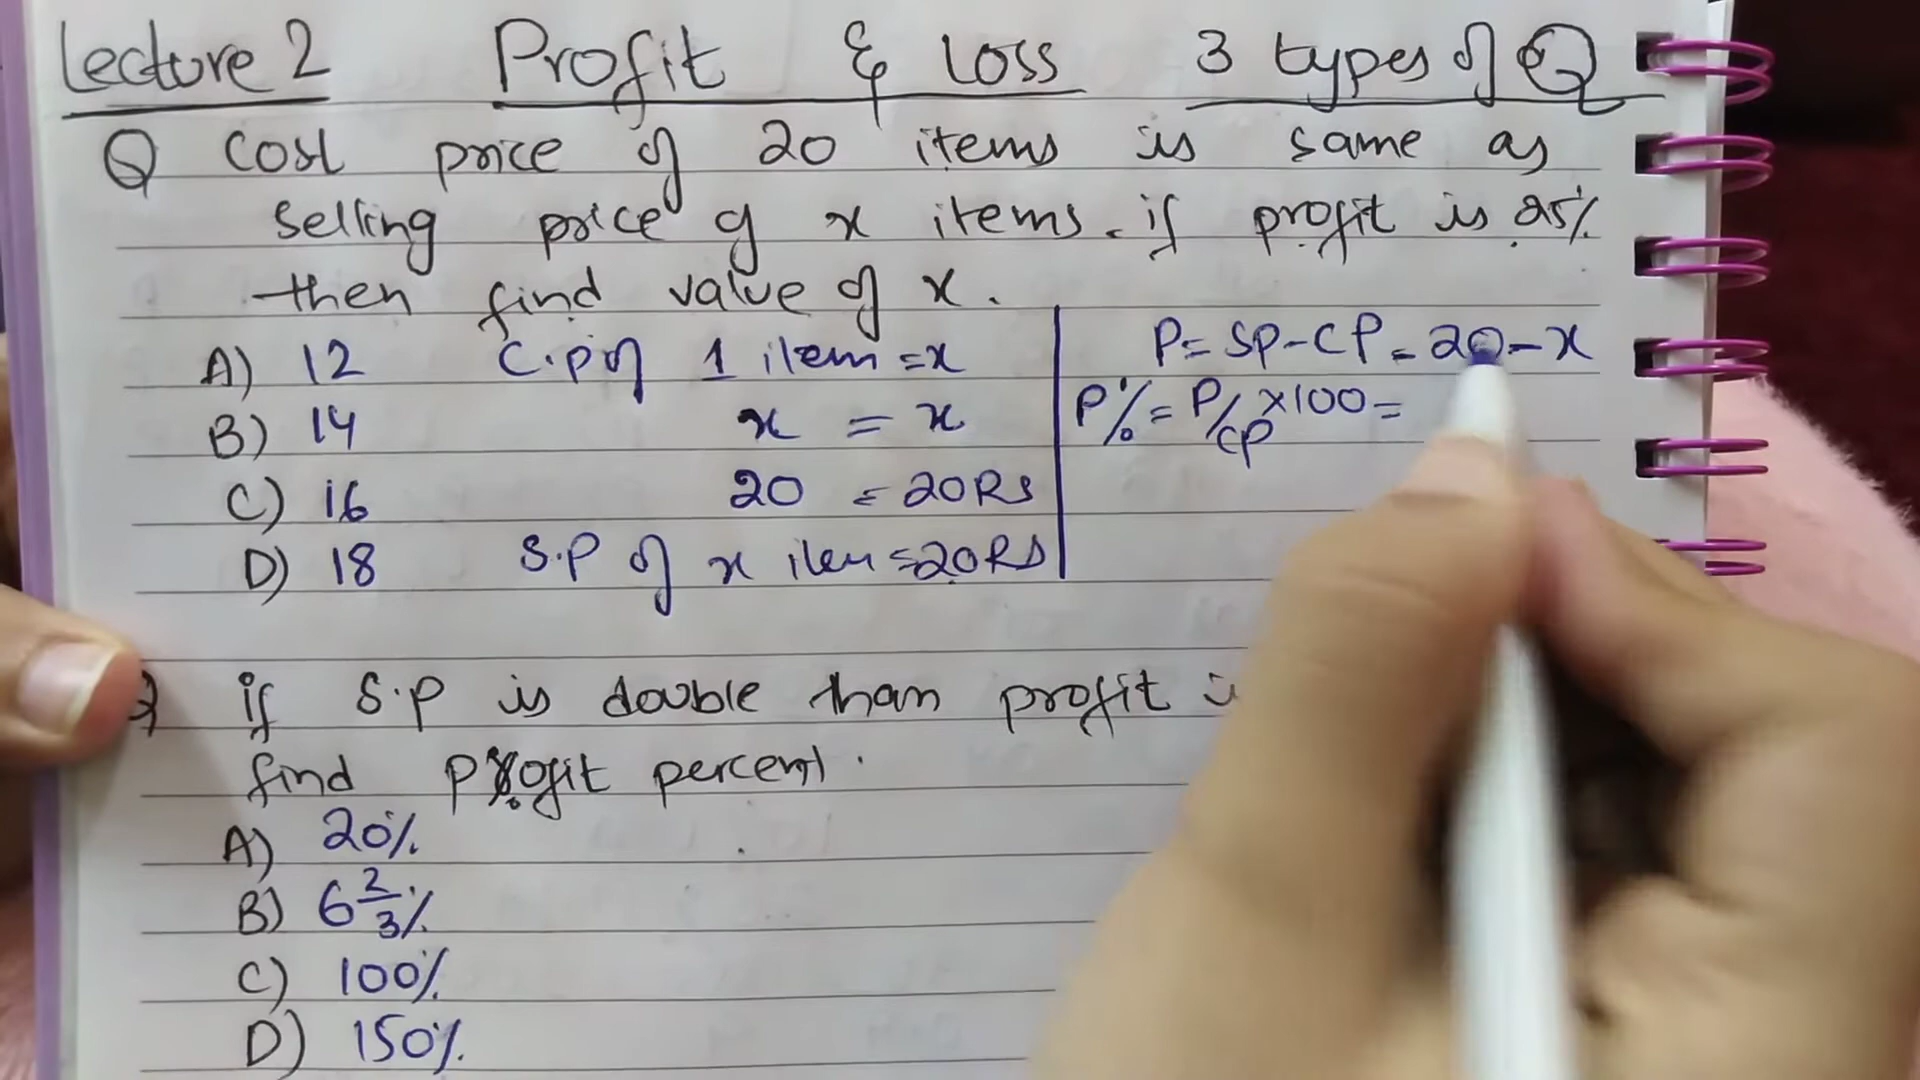 Lecture 2 Profit & Loss 3 types of Q
Q Cost price of 20 items is same as
selling price of x items. if profit is 25%
then find value of x.
A) 12 C.P of 1 item = x
B) 14 x = x
C) 16 20 = 20RS
D) 18 S.P of x item = 20RS
P = SP - CP = 20 - x
P% = P/CP × 100 =
if S.P is double than profit
find profit percent.
A) 20%
B) 6 2/3 %
C) 100%
D) 150%